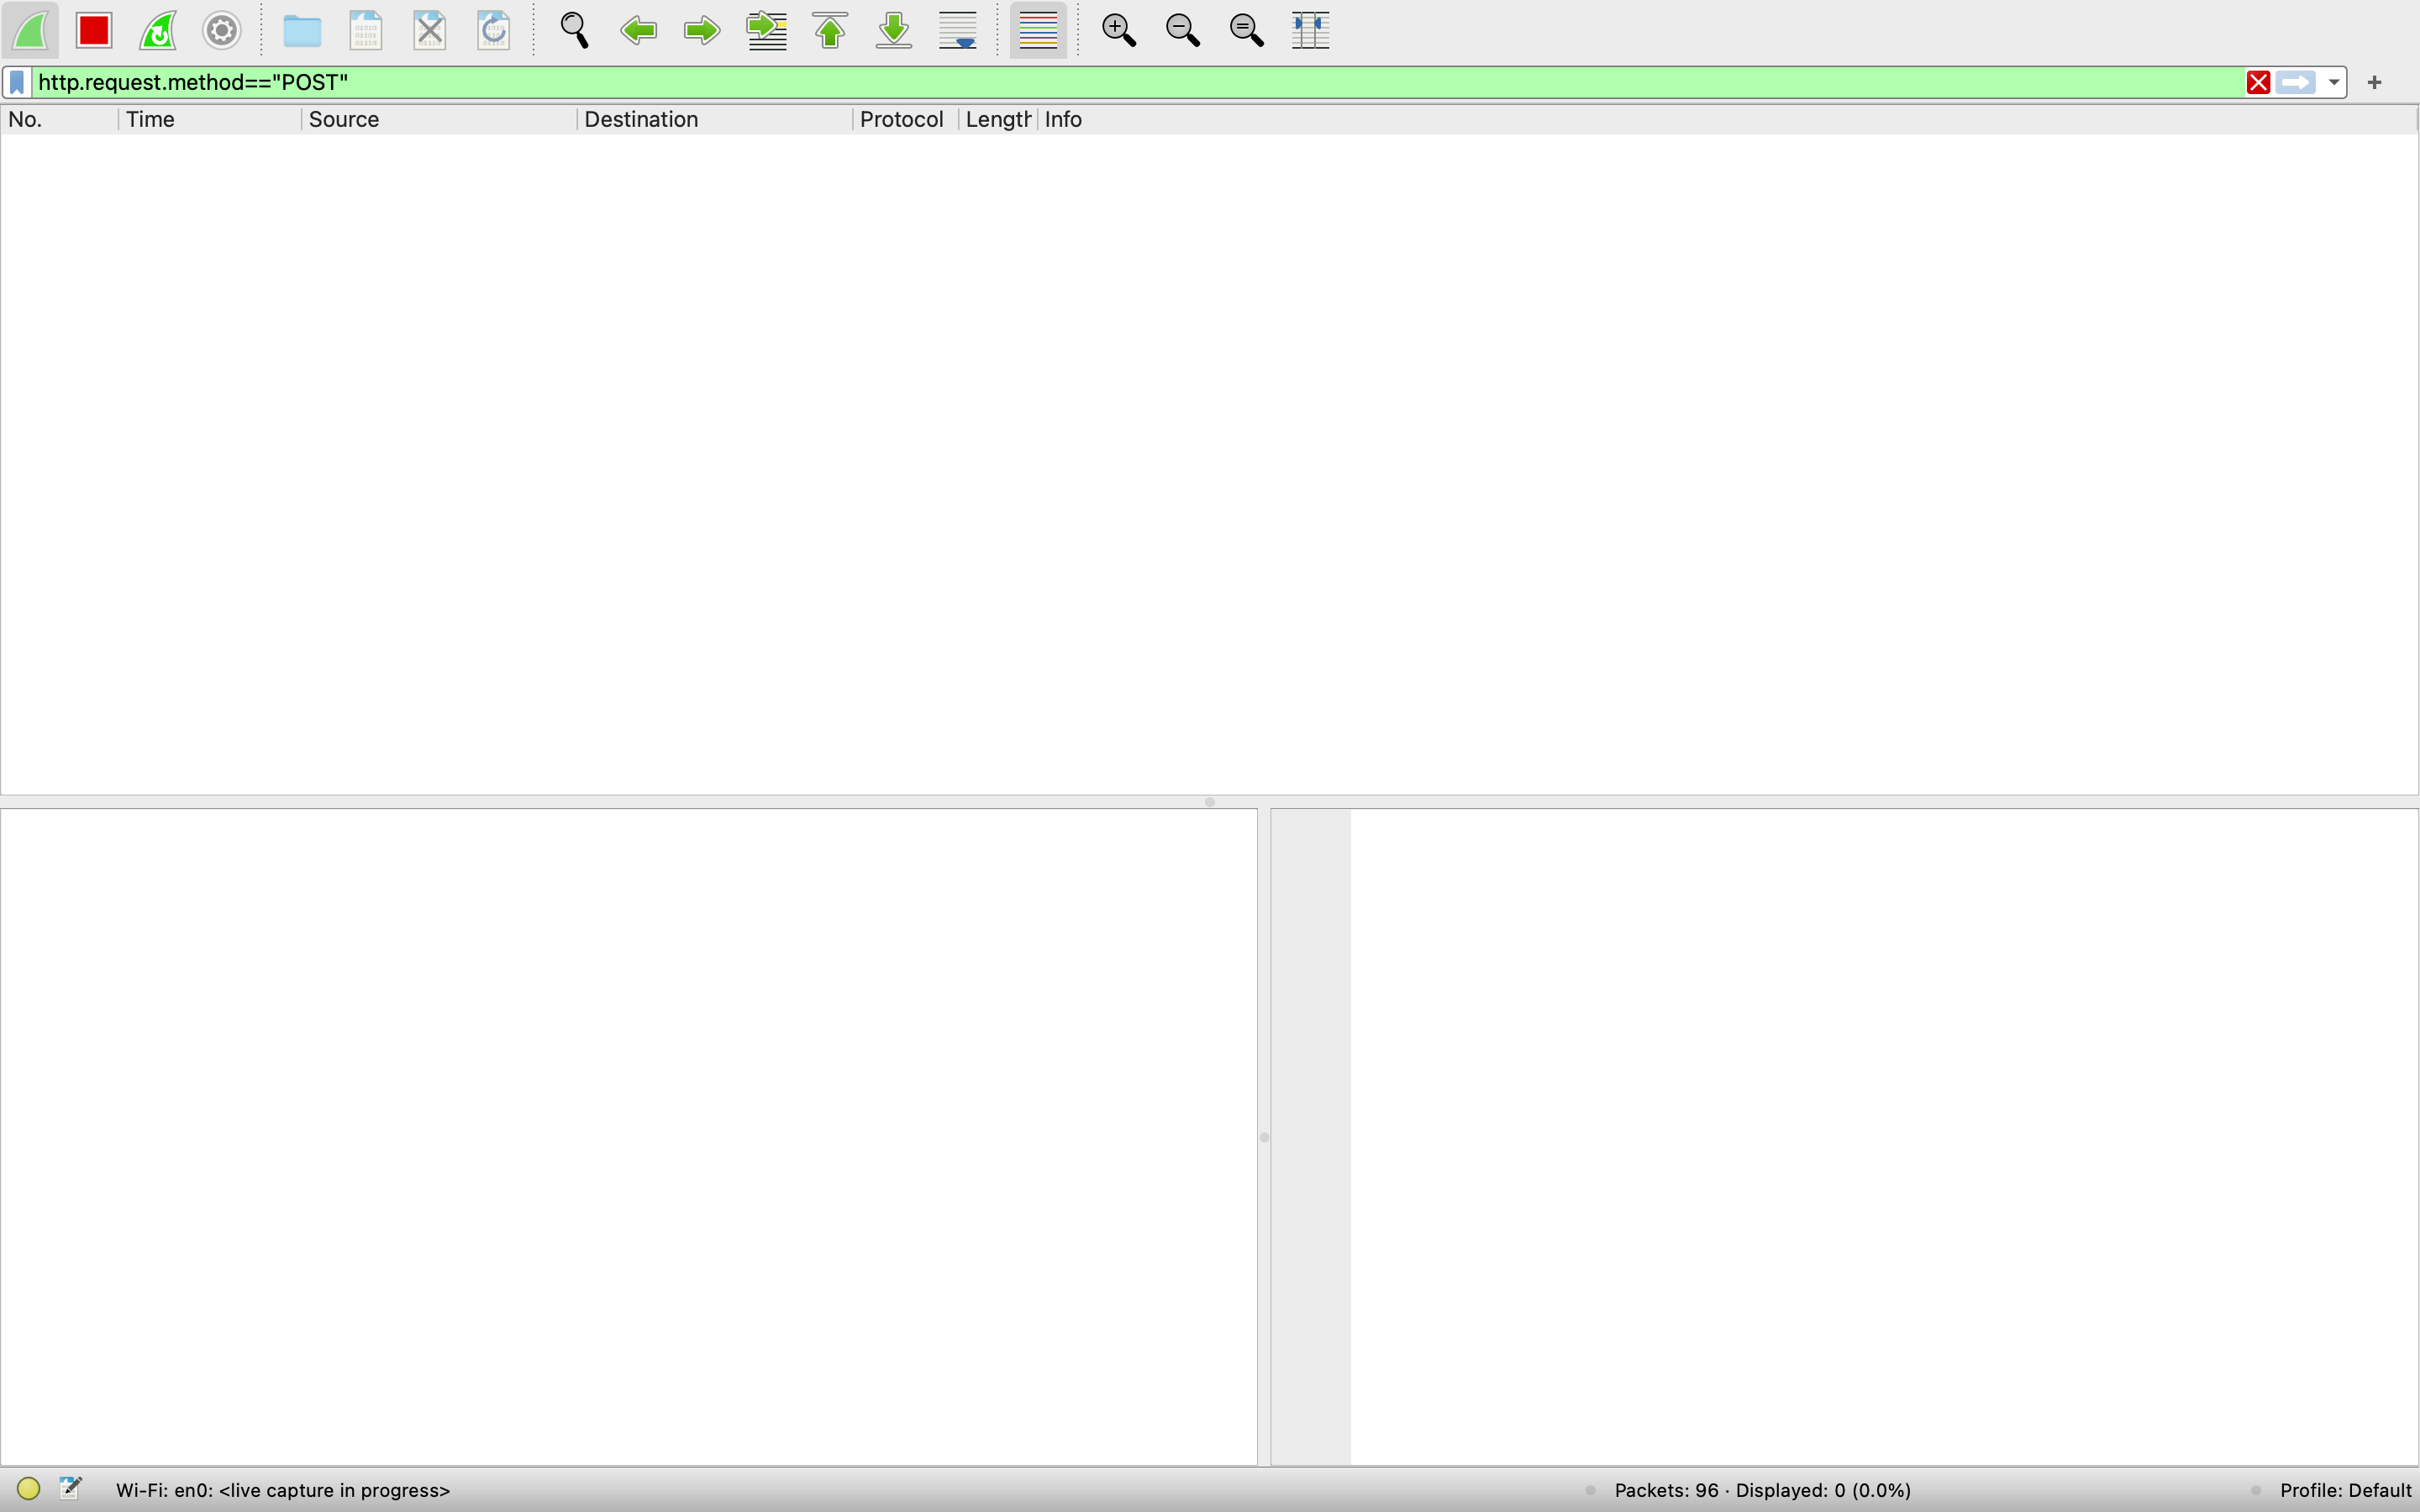 http.request.method=="POST"
No. Time Source Destination Protocol Length Info
Wi-Fi: en0: <live capture in progress> Packets: 96 · Displayed: 0 (0.0%) Profile: Default